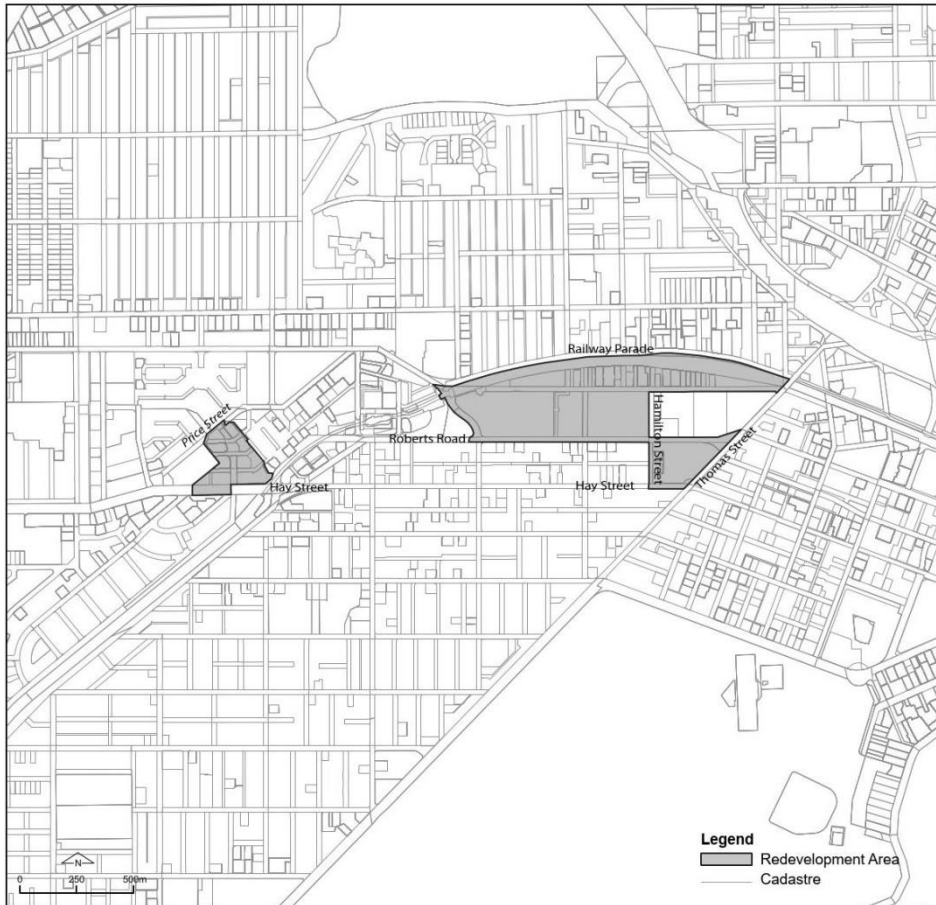 Railway Parade
Price Street
Hamilton Street
Roberts Road
Thomas Street
Hay Street
Hay Street
Legend
Redevelopment Area
Cadastre
N
0 250 500m